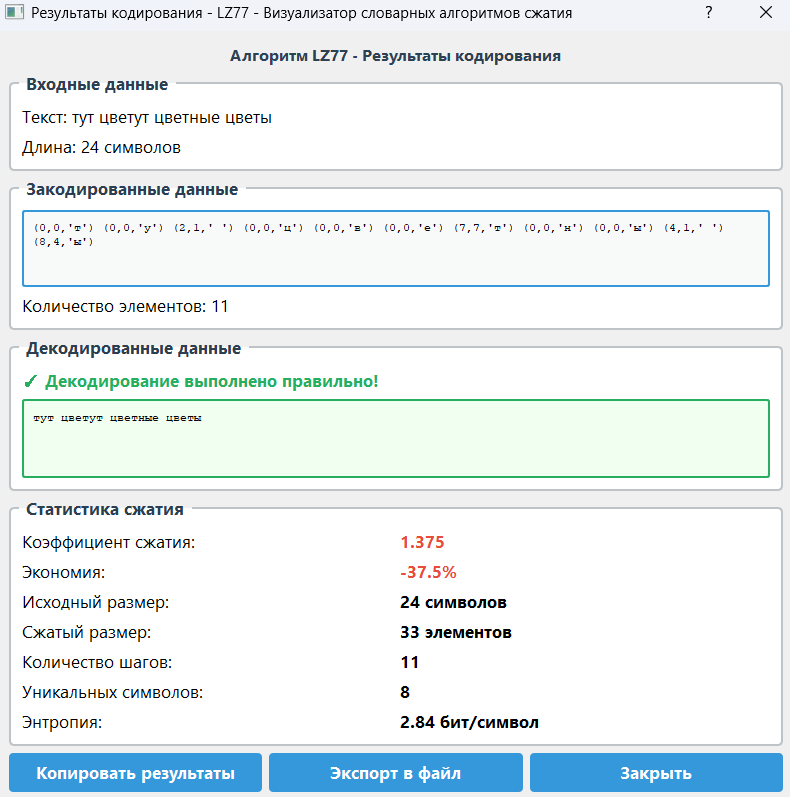 Результаты кодирования - LZ77 - Визуализатор словарных алгоритмов сжатия
?
Алгоритм LZ77 - Результаты кодирования
Входные данные
Текст: тут цветут цветные цветы
Длина: 24 символов
Закодированные данные
(0,0,'т') (0,0,'у') (2,1,' ') (0,0,'ц') (0,0,'в') (0,0,'е') (7,7,'т') (0,0,'н') (0,0,'ы') (4,1,' ')
(8,4,'ы')
Количество элементов: 11
Декодированные данные
✓ Декодирование выполнено правильно!
тут цветут цветные цветы
Статистика сжатия
Коэффициент сжатия: 1.375
Экономия: -37.5%
Исходный размер: 24 символов
Сжатый размер: 33 элементов
Количество шагов: 11
Уникальных символов: 8
Энтропия: 2.84 бит/символ
Копировать результаты Экспорт в файл Закрыть